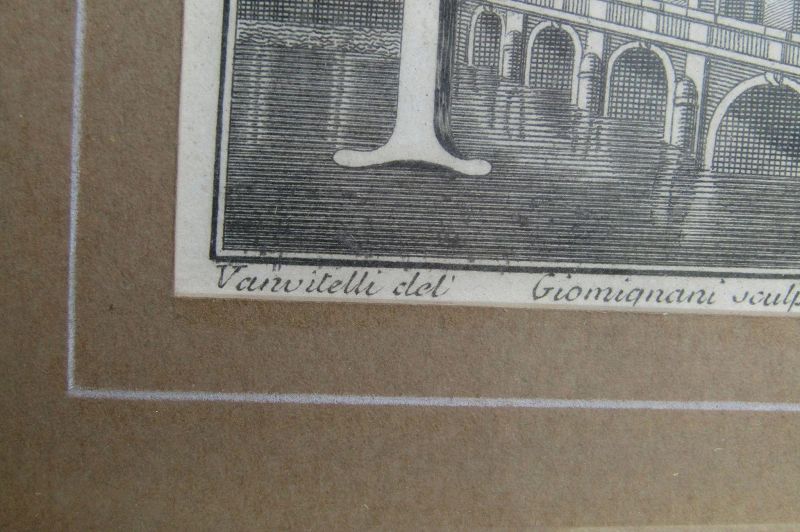 Vanvitelli del'
Giomignani sculp